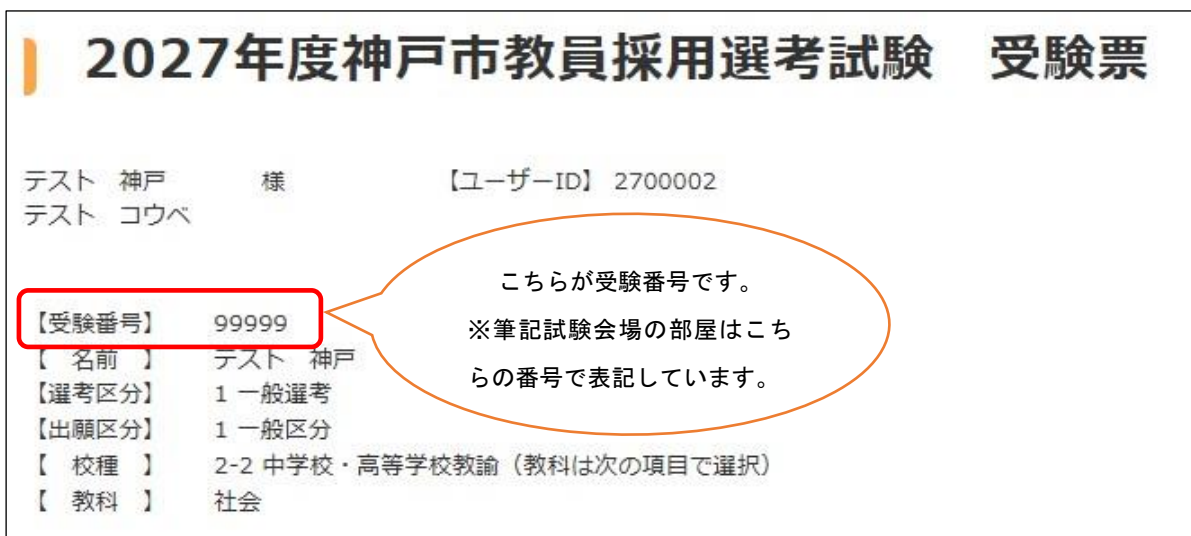 2027年度神戸市教員採用選考試験　受験票
テスト　神戸　　　様　　　【ユーザーID】 2700002
テスト　コウベ
こちらが受験番号です。
※筆記試験会場の部屋はこち
らの番号で表記しています。
【受験番号】　99999
【　名前　】　テスト　神戸
【選考区分】　1 一般選考
【出願区分】　1 一般区分
【　校種　】　2-2 中学校・高等学校教諭（教科は次の項目で選択）
【　教科　】　社会